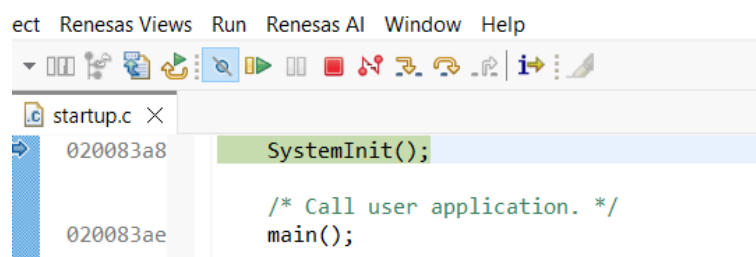 ect Renesas Views Run Renesas AI Window Help
startup.c
020083a8 SystemInit();
/* Call user application. */
020083ae main();